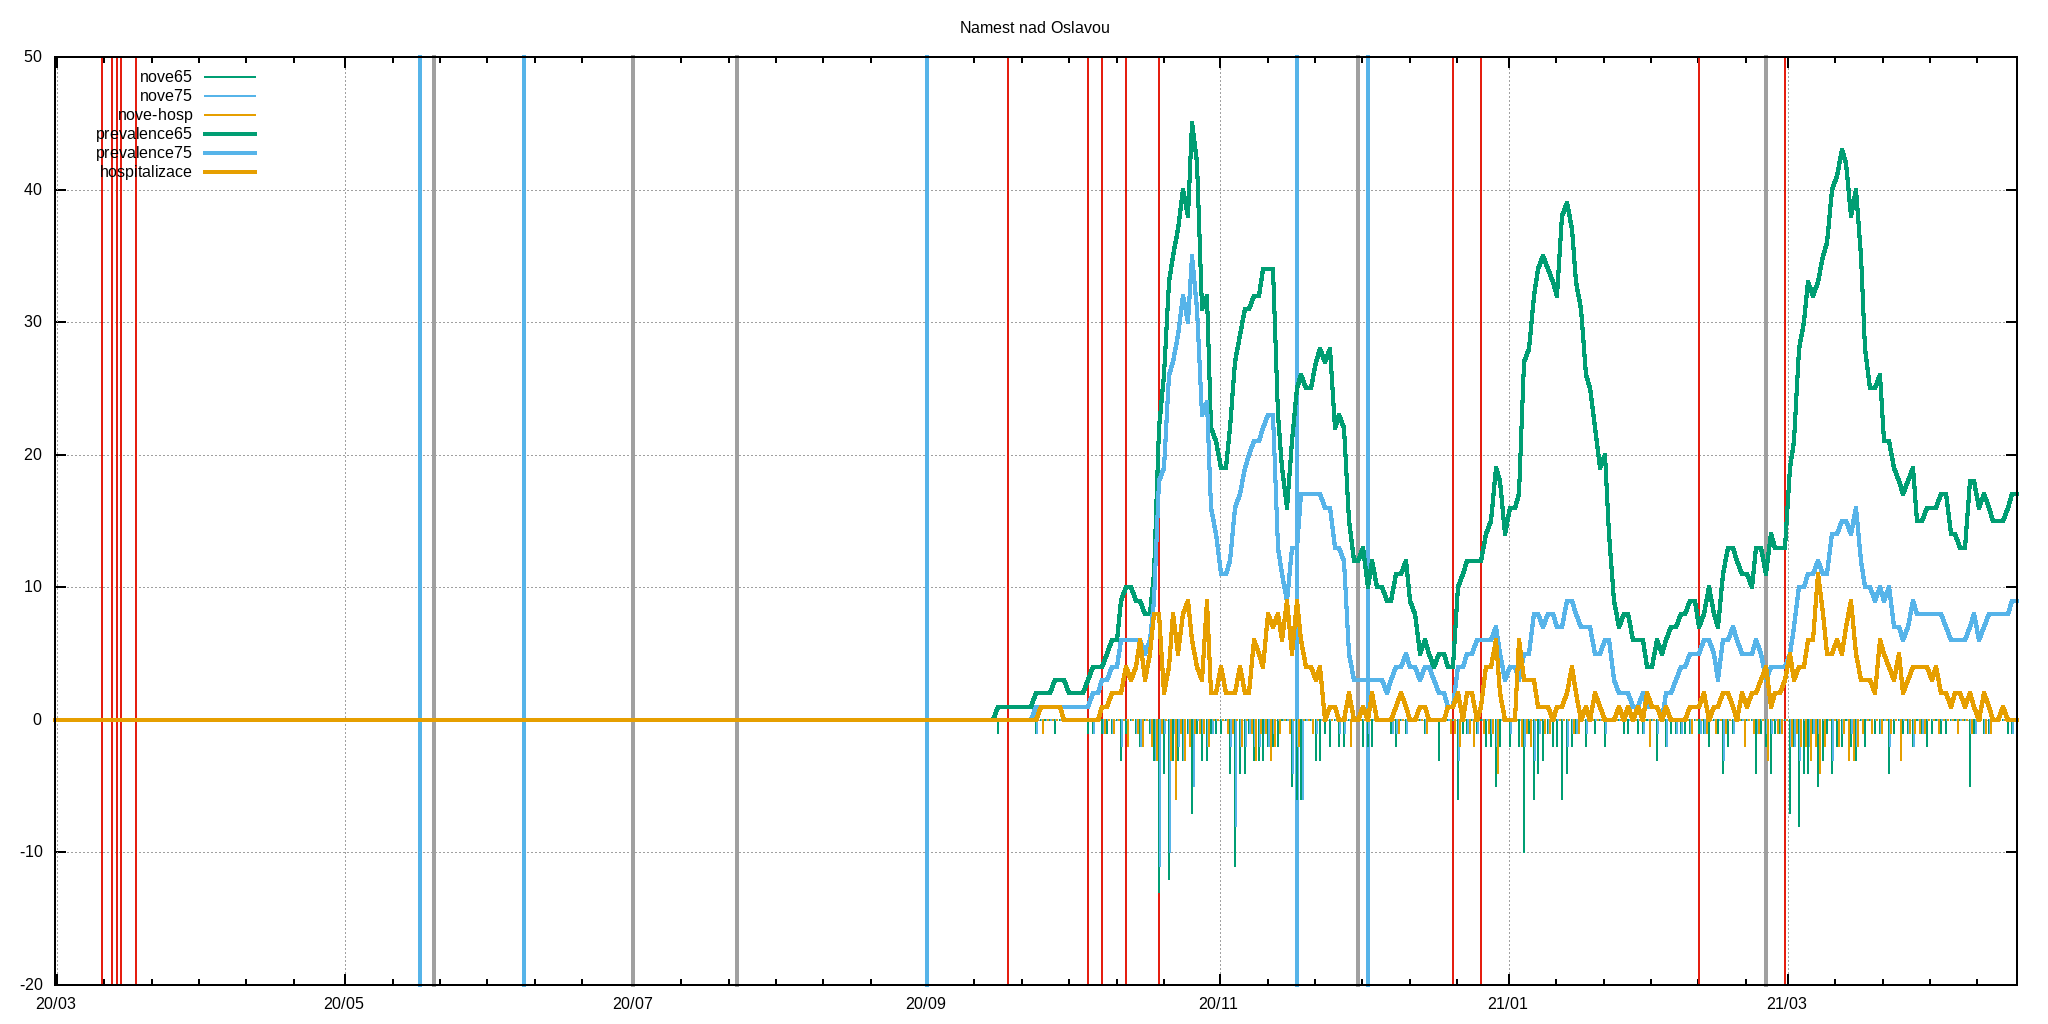 Namest nad Oslavou
50
40
30
20
10
0
-10
-20
nove65
nove75
nove-hosp
prevalence65
prevalence75
hospitalizace
20/03 20/05 20/07 20/09 20/11 21/01 21/03